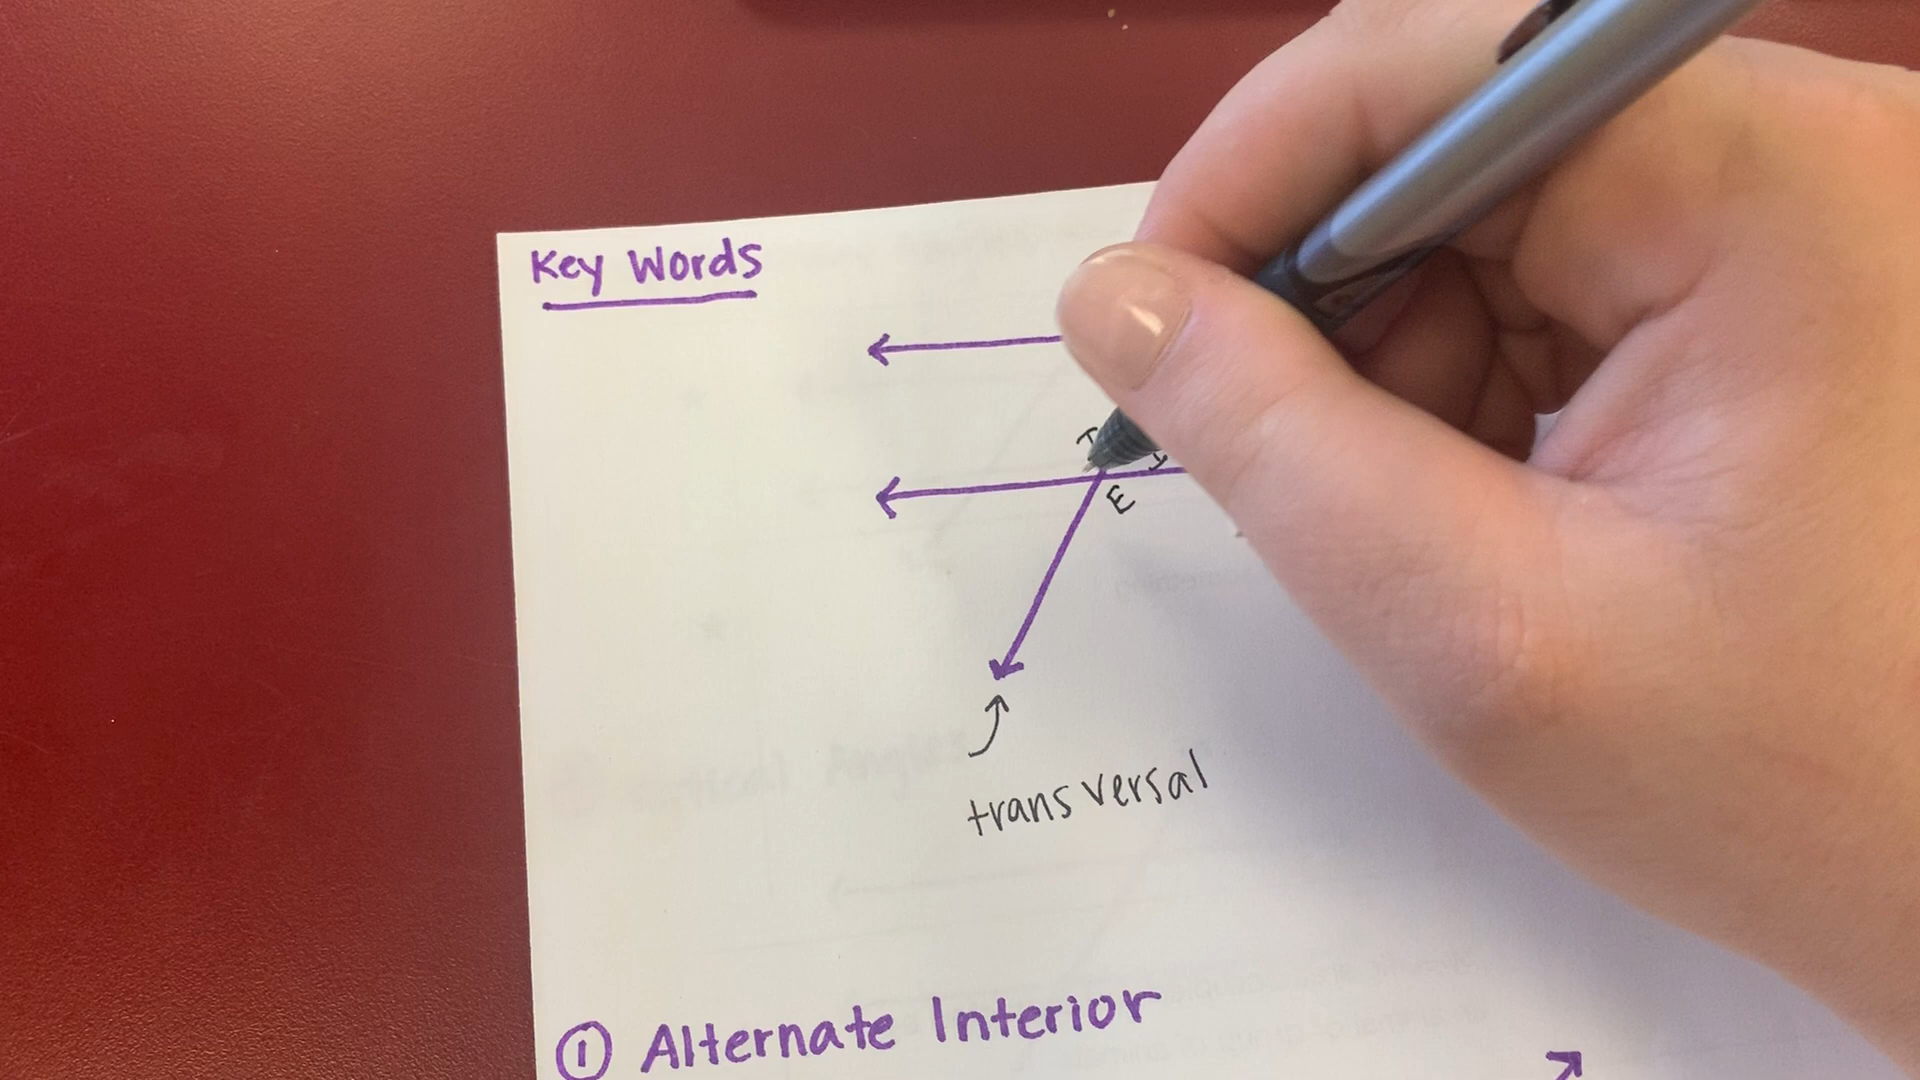 Key Words
E
transversal
① Alternate Interior